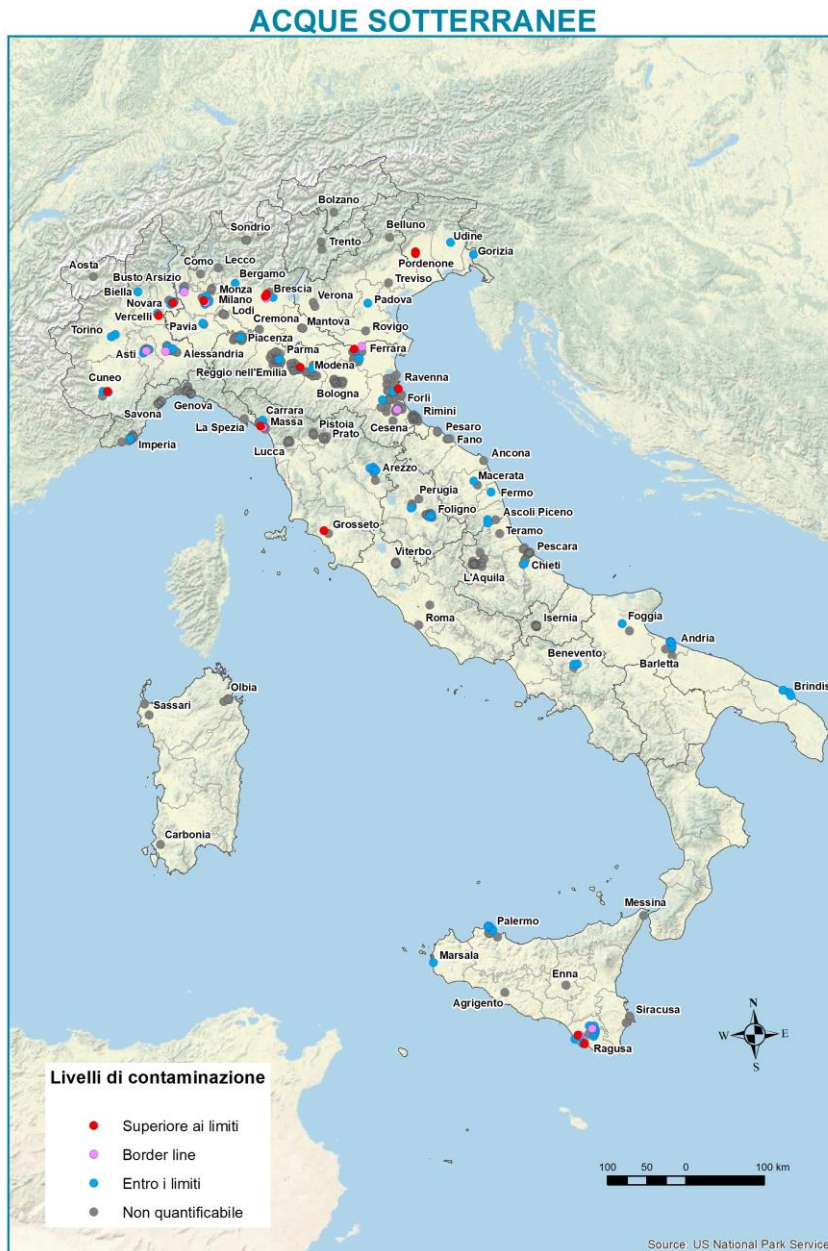 ACQUE SOTTERRANEE
Bolzano
Sondrio
Belluno
Udine
Trento
Gorizia
Aosta
Como
Lecco
Pordenone
Busto Arsizio
Bergamo
Treviso
Biella
Monza
Brescia
Novara
Milano
Verona
Padova
Vercelli
Lodi
Torino
Pavia
Cremona
Mantova
Rovigo
Piacenza
Asti
Alessandria
Parma
Ferrara
Reggio nell'Emilia
Modena
Cuneo
Ravenna
Bologna
Forlì
Savona
Genova
Carrara
Rimini
La Spezia
Massa
Pistoia
Cesena
Pesaro
Imperia
Prato
Fano
Lucca
Ancona
Arezzo
Macerata
Perugia
Fermo
Foligno
Ascoli Piceno
Grosseto
Teramo
Viterbo
Pescara
L'Aquila
Chieti
Roma
Isernia
Foggia
Andria
Benevento
Barletta
Brindisi
Olbia
Sassari
Carbonia
Messina
Palermo
Marsala
Enna
Agrigento
Siracusa
Ragusa
N
W
E
S
Livelli di contaminazione
Superiore ai limiti
Border line
Entro i limiti
Non quantificabile
100 50 0 100 km
Source: US National Park Service